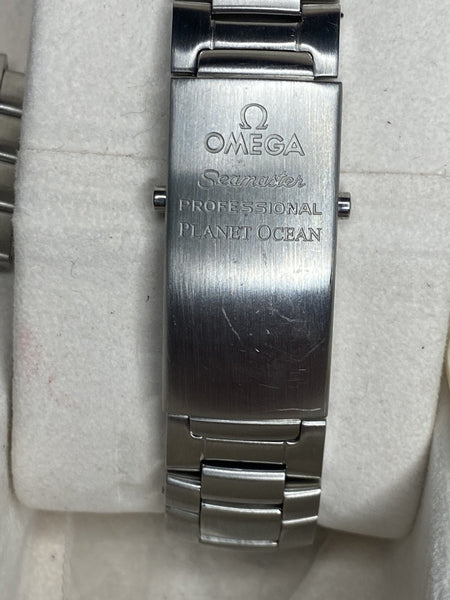 Ω
OMEGA
Seamaster
PROFESSIONAL
PLANET OCEAN